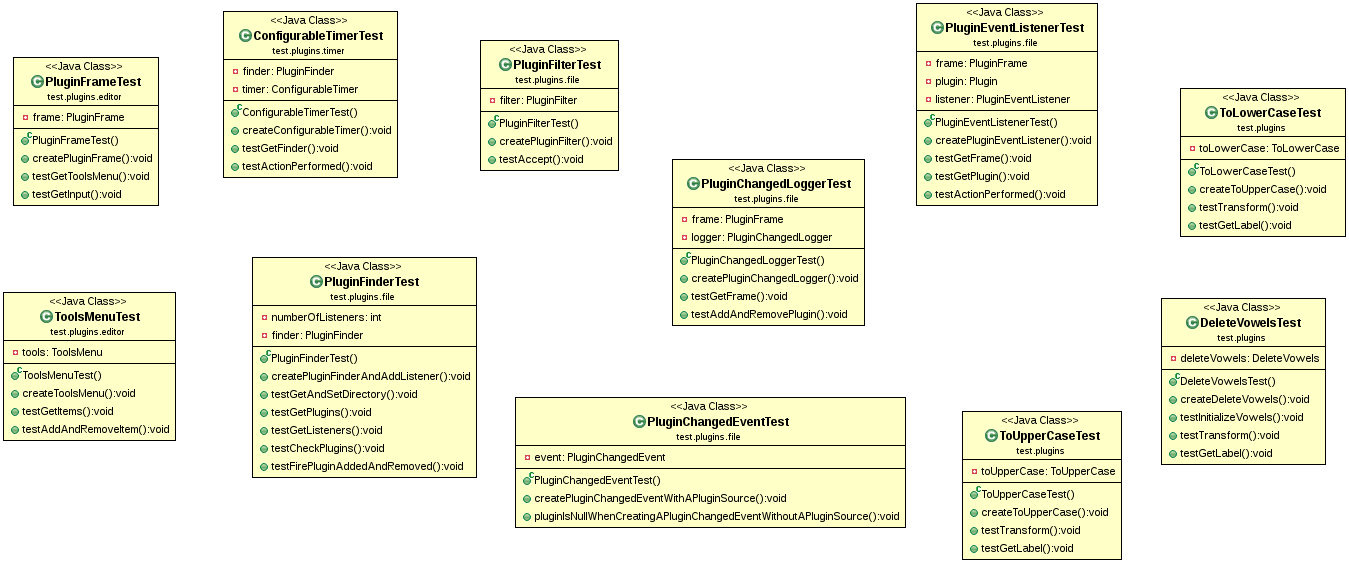 <<Java Class>>
PluginFrameTest
test.plugins.editor
frame: PluginFrame
PluginFrameTest()
createPluginFrame():void
testGetToolsMenu():void
testGetInput():void
<<Java Class>>
ConfigurableTimerTest
test.plugins.timer
finder: PluginFinder
timer: ConfigurableTimer
ConfigurableTimerTest()
createConfigurableTimer():void
testGetFinder():void
testActionPerformed():void
<<Java Class>>
PluginFilterTest
test.plugins.file
filter: PluginFilter
PluginFilterTest()
createPluginFilter():void
testAccept():void
<<Java Class>>
PluginChangedLoggerTest
test.plugins.file
frame: PluginFrame
logger: PluginChangedLogger
PluginChangedLoggerTest()
createPluginChangedLogger():void
testGetFrame():void
testAddAndRemovePlugin():void
<<Java Class>>
PluginEventListenerTest
test.plugins.file
frame: PluginFrame
plugin: Plugin
listener: PluginEventListener
PluginEventListenerTest()
createPluginEventListener():void
testGetFrame():void
testGetPlugin():void
testActionPerformed():void
<<Java Class>>
ToLowerCaseTest
test.plugins
toLowerCase: ToLowerCase
ToLowerCaseTest()
createToUpperCase():void
testTransform():void
testGetLabel():void
<<Java Class>>
ToolsMenuTest
test.plugins.editor
tools: ToolsMenu
ToolsMenuTest()
createToolsMenu():void
testGetItems():void
testAddAndRemoveItem():void
<<Java Class>>
PluginFinderTest
test.plugins.file
numberOfListeners: int
finder: PluginFinder
PluginFinderTest()
createPluginFinderAndAddListener():void
testGetAndSetDirectory():void
testGetPlugins():void
testGetListeners():void
testCheckPlugins():void
testFirePluginAddedAndRemoved():void
<<Java Class>>
PluginChangedEventTest
test.plugins.file
event: PluginChangedEvent
PluginChangedEventTest()
createPluginChangedEventWithAPluginSource():void
pluginIsNullWhenCreatingAPluginChangedEventWithoutAPluginSource():void
<<Java Class>>
ToUpperCaseTest
test.plugins
toUpperCase: ToUpperCase
ToUpperCaseTest()
createToUpperCase():void
testTransform():void
testGetLabel():void
<<Java Class>>
DeleteVowelsTest
test.plugins
deleteVowels: DeleteVowels
DeleteVowelsTest()
createDeleteVowels():void
testInitializeVowels():void
testTransform():void
testGetLabel():void